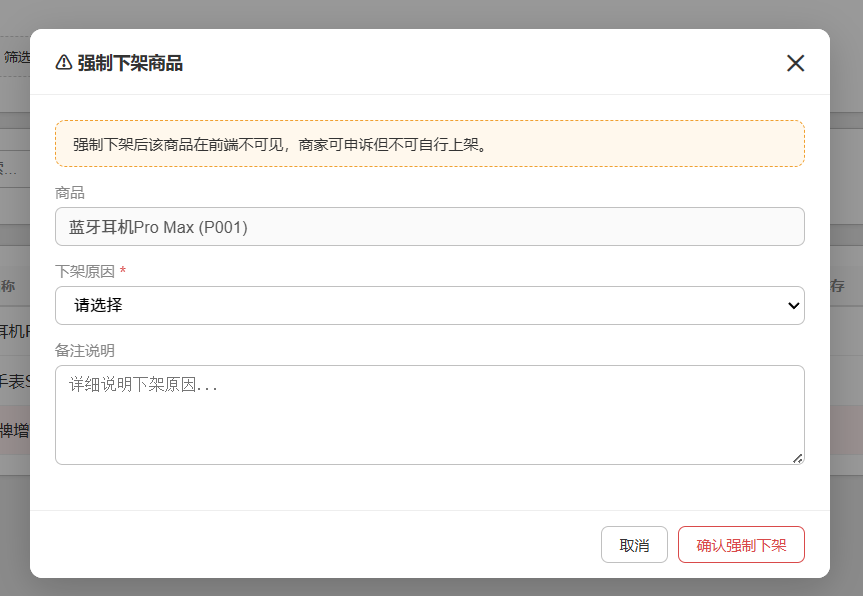 筛选
⚠ 强制下架商品
强制下架后该商品在前端不可见，商家可申诉但不可自行上架。
商品
蓝牙耳机Pro Max (P001)
称
存
下架原因 *
请选择
耳机
手表S
备注说明
详细说明下架原因...
牌增
取消
确认强制下架